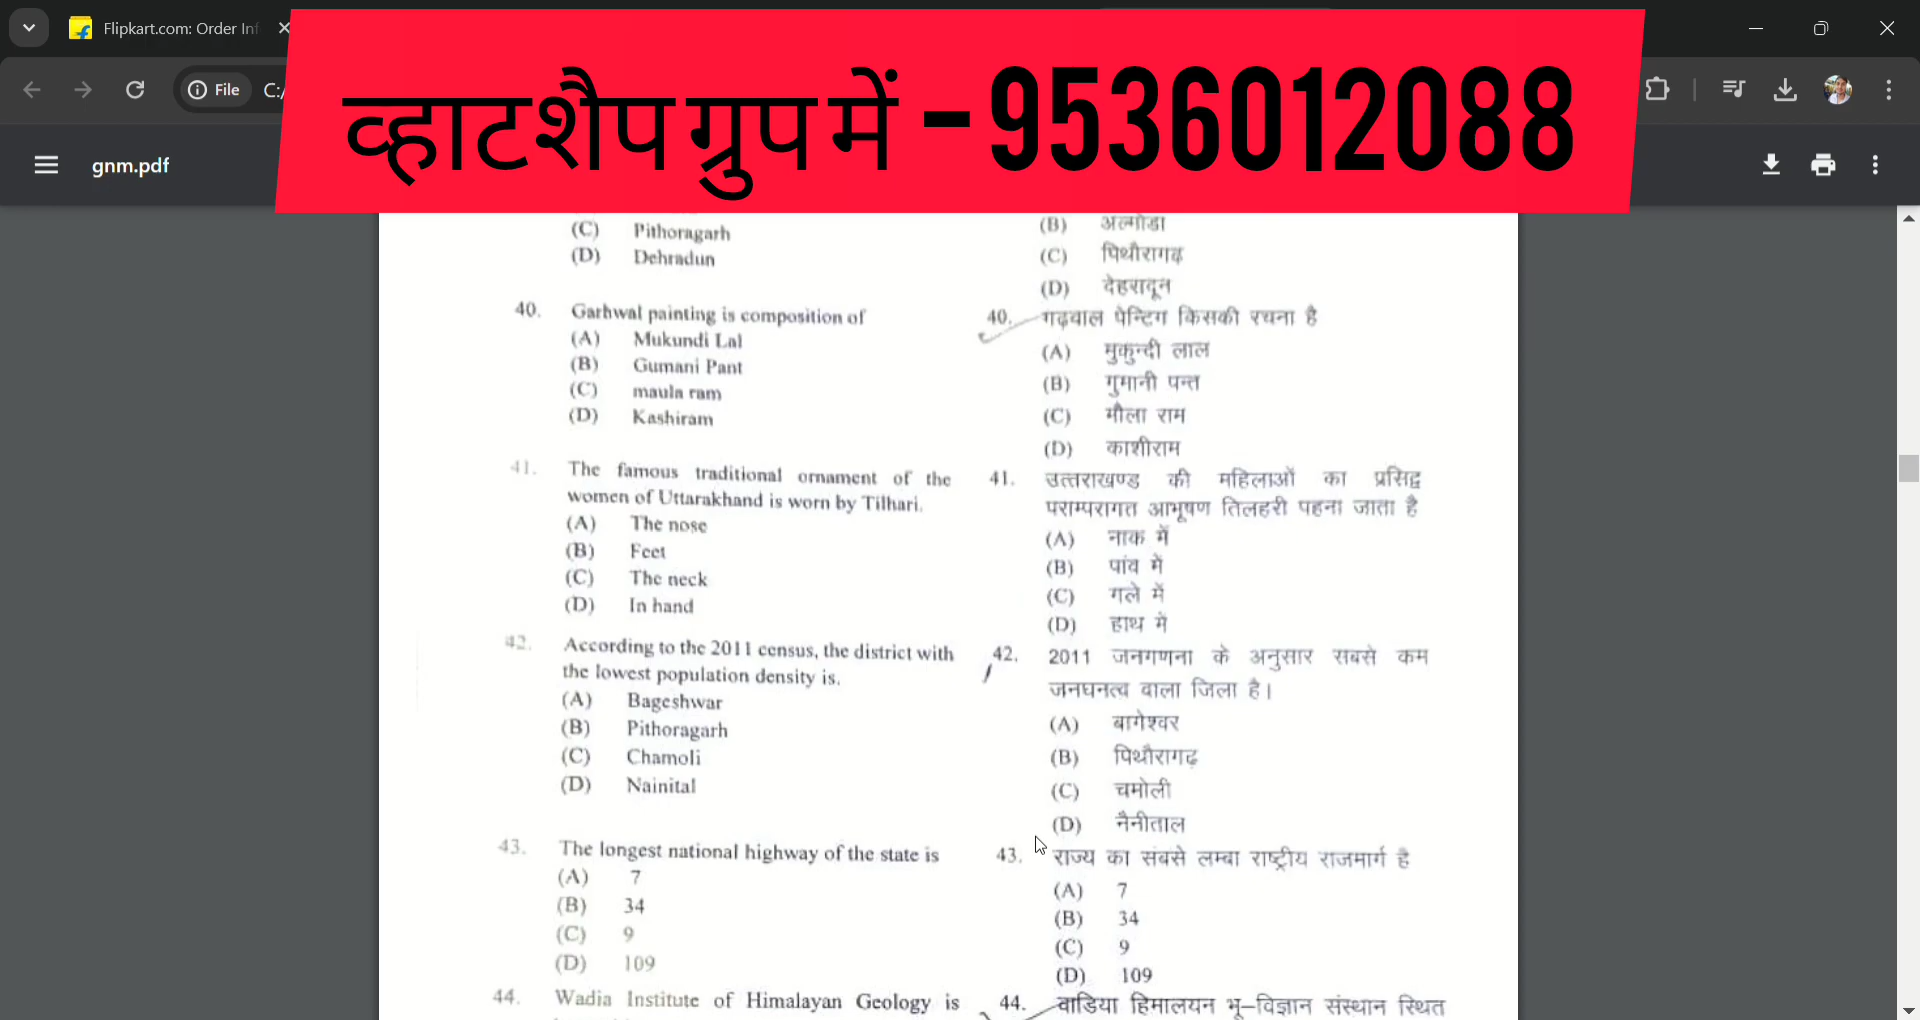 Flipkart.com: Order Inf
File
C:/
व्हाटशैप ग्रुप में - 9536012088
gnm.pdf
(C) Pithoragarh
(D) Dehradun
40. Garhwal painting is composition of
(A) Mukundi Lal
(B) Gumani Pant
(C) maula ram
(D) Kashiram
41. The famous traditional ornament of the
women of Uttarakhand is worn by Tilhari.
(A) The nose
(B) Feet
(C) The neck
(D) In hand
42. According to the 2011 census, the district with
the lowest population density is.
(A) Bageshwar
(B) Pithoragarh
(C) Chamoli
(D) Nainital
43. The longest national highway of the state is
(A) 7
(B) 34
(C) 9
(D) 109
44. Wadia Institute of Himalayan Geology is
(B) अल्मोडा
(C) पिथौरागढ़
(D) देहरादून
40. गढ़वाल पेन्टिग किसकी रचना है
(A) मुकुन्दी लाल
(B) गुमानी पन्त
(C) मौला राम
(D) काशीराम
41. उत्तराखण्ड की महिलाओं का प्रसिद्व
पराम्परागत आभूषण तिलहरी पहना जाता है
(A) नाक में
(B) पांव में
(C) गले में
(D) हाथ में
42. 2011 जनगणना के अनुसार सबसे कम
जनघनत्व वाला जिला है।
(A) बागेश्वर
(B) पिथौरागढ़
(C) चमोली
(D) नैनीताल
43. राज्य का सबसे लम्बा राष्ट्रीय राजमार्ग है
(A) 7
(B) 34
(C) 9
(D) 109
44. वाडिया हिमालयन भू–विज्ञान संस्थान स्थित